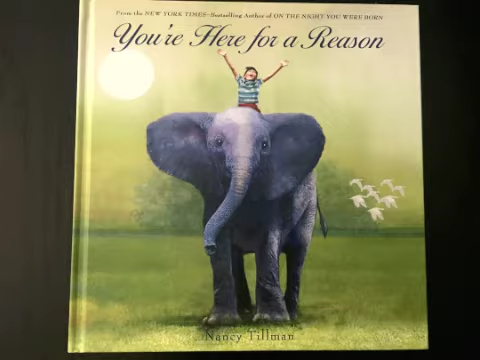 From the NEW YORK TIMES–Bestselling Author of ON THE NIGHT YOU WERE BORN
You're Here for a Reason
Nancy Tillman